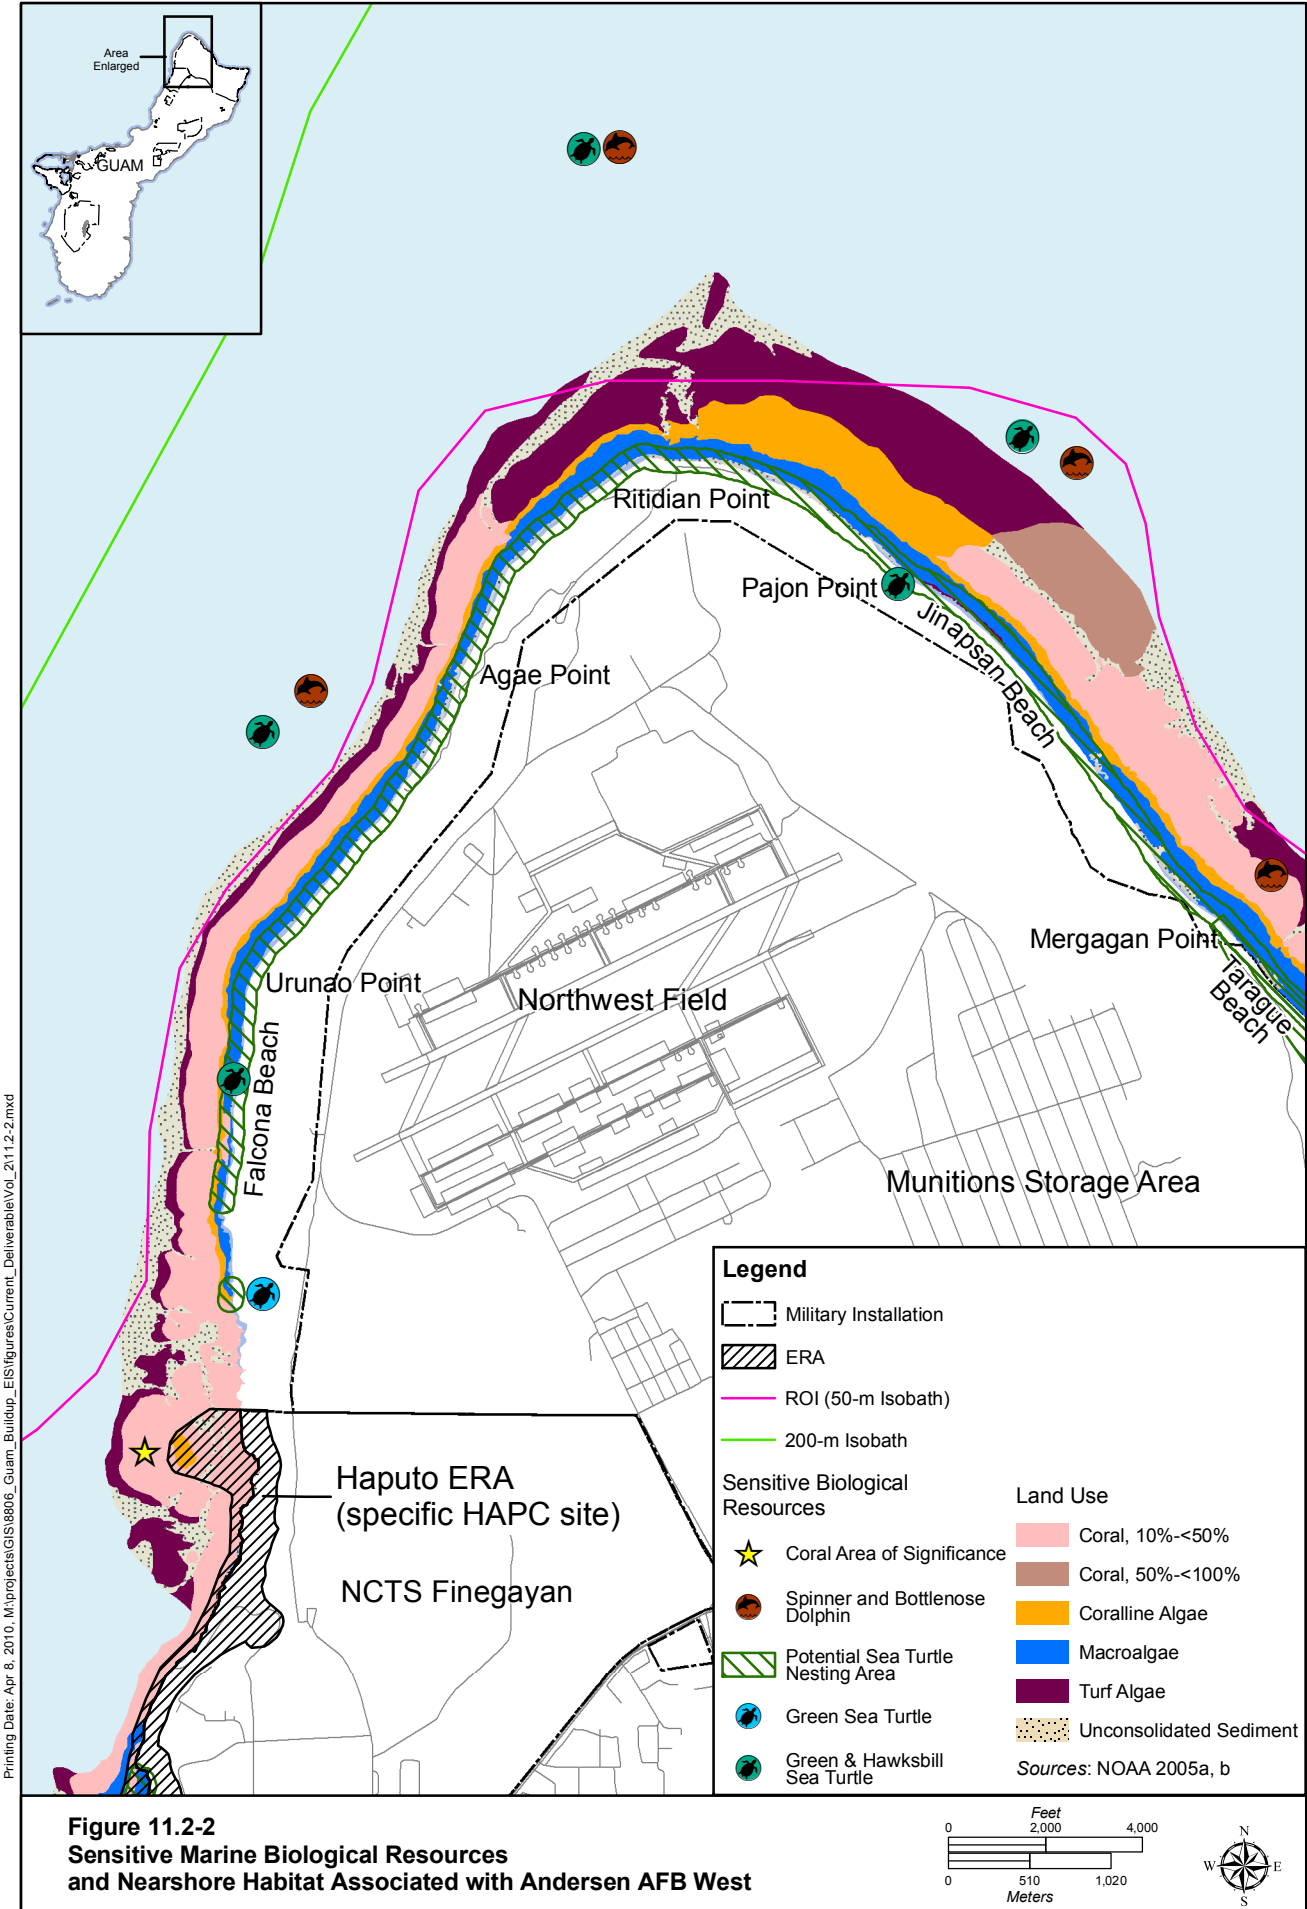 Area
Enlarged
GUAM
Ritidian Point
Pajon Point
Jinapsan Beach
Agae Point
Mergagan Point
Tarague
Beach
Urunao Point
Northwest Field
Falcona Beach
Munitions Storage Area
Haputo ERA
(specific HAPC site)
NCTS Finegayan
Legend
Military Installation
ERA
ROI (50-m Isobath)
200-m Isobath
Sensitive Biological
Resources
Coral Area of Significance
Spinner and Bottlenose
Dolphin
Potential Sea Turtle
Nesting Area
Green Sea Turtle
Green & Hawksbill
Sea Turtle
Land Use
Coral, 10%-<50%
Coral, 50%-<100%
Coralline Algae
Macroalgae
Turf Algae
Unconsolidated Sediment
Sources: NOAA 2005a, b
Printing Date: Apr 8, 2010, M:\projects\GIS\8806_Guam_Buildup_EIS\figures\Current_Deliverable\Vol_2\11.2-2.mxd
Figure 11.2-2
Sensitive Marine Biological Resources
and Nearshore Habitat Associated with Andersen AFB West
Feet
0 2,000 4,000
0 510 1,020
Meters
N
W E
S